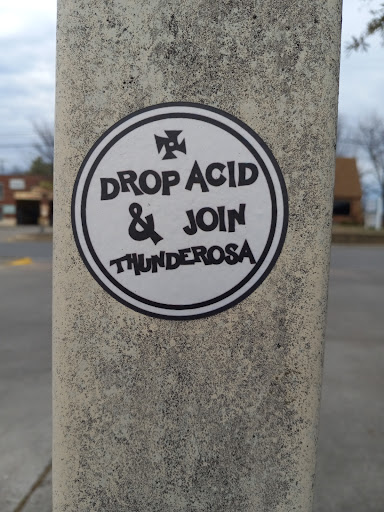 DROP ACID
& JOIN
THUNDEROSA